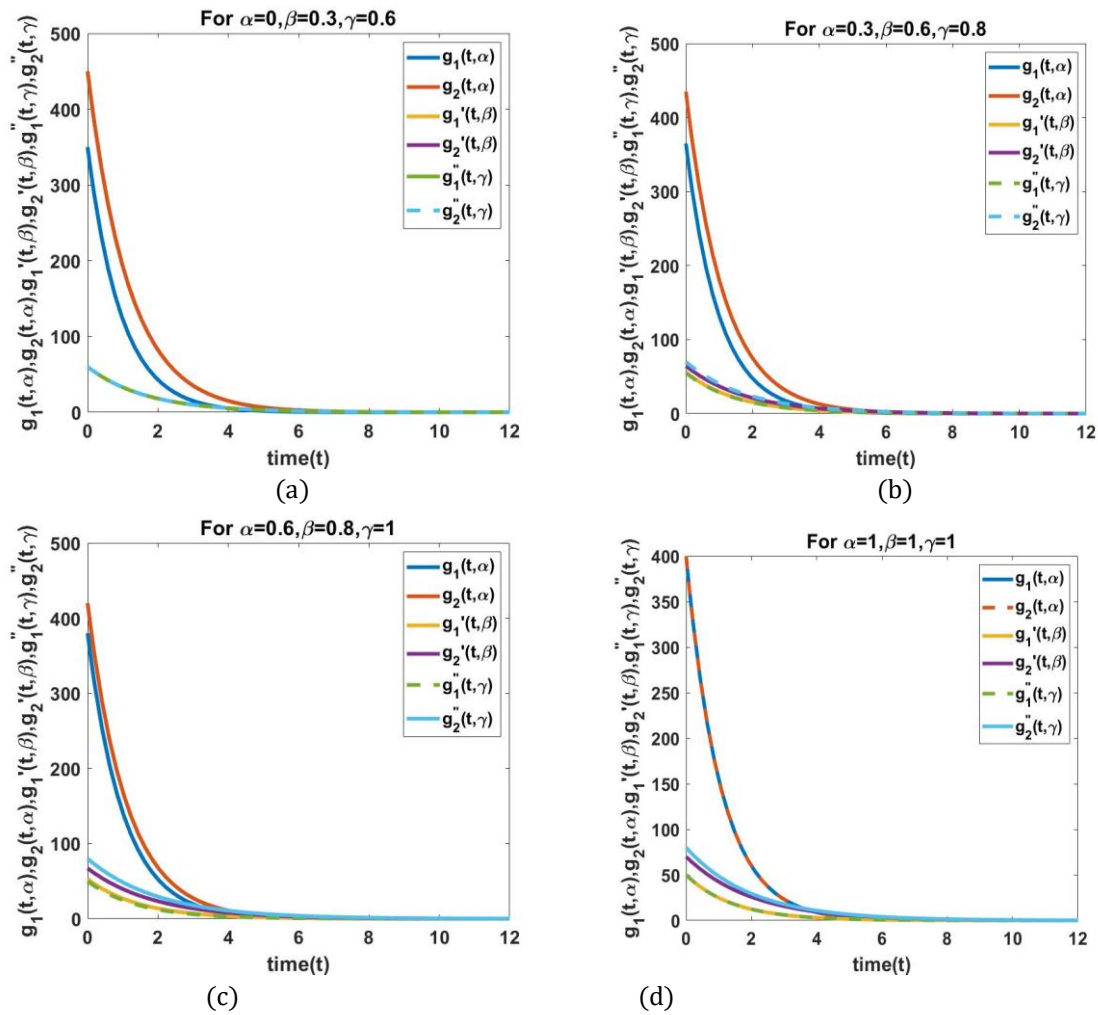 For α=0,β=0.3,γ=0.6
g₁(t,α),g₂(t,α),g₁'(t,β),g₂'(t,β),g₁"(t,γ),g₂"(t,γ)
500
400
300
200
100
0
g₁(t,α)
g₂(t,α)
g₁'(t,β)
g₂'(t,β)
g₁"(t,γ)
g₂"(t,γ)
0 2 4 6 8 10 12
time(t)
(a)
For α=0.3,β=0.6,γ=0.8
g₁(t,α),g₂(t,α),g₁'(t,β),g₂'(t,β),g₁"(t,γ),g₂"(t,γ)
500
400
300
200
100
0
g₁(t,α)
g₂(t,α)
g₁'(t,β)
g₂'(t,β)
g₁"(t,γ)
g₂"(t,γ)
0 2 4 6 8 10 12
time(t)
(b)
For α=0.6,β=0.8,γ=1
g₁(t,α),g₂(t,α),g₁'(t,β),g₂'(t,β),g₁"(t,γ),g₂"(t,γ)
500
400
300
200
100
0
g₁(t,α)
g₂(t,α)
g₁'(t,β)
g₂'(t,β)
g₁"(t,γ)
g₂"(t,γ)
0 2 4 6 8 10 12
time(t)
(c)
For α=1,β=1,γ=1
g₁(t,α),g₂(t,α),g₁'(t,β),g₂'(t,β),g₁"(t,γ),g₂"(t,γ)
400
350
300
250
200
150
100
50
0
g₁(t,α)
g₂(t,α)
g₁'(t,β)
g₂'(t,β)
g₁"(t,γ)
g₂"(t,γ)
0 2 4 6 8 10 12
time(t)
(d)